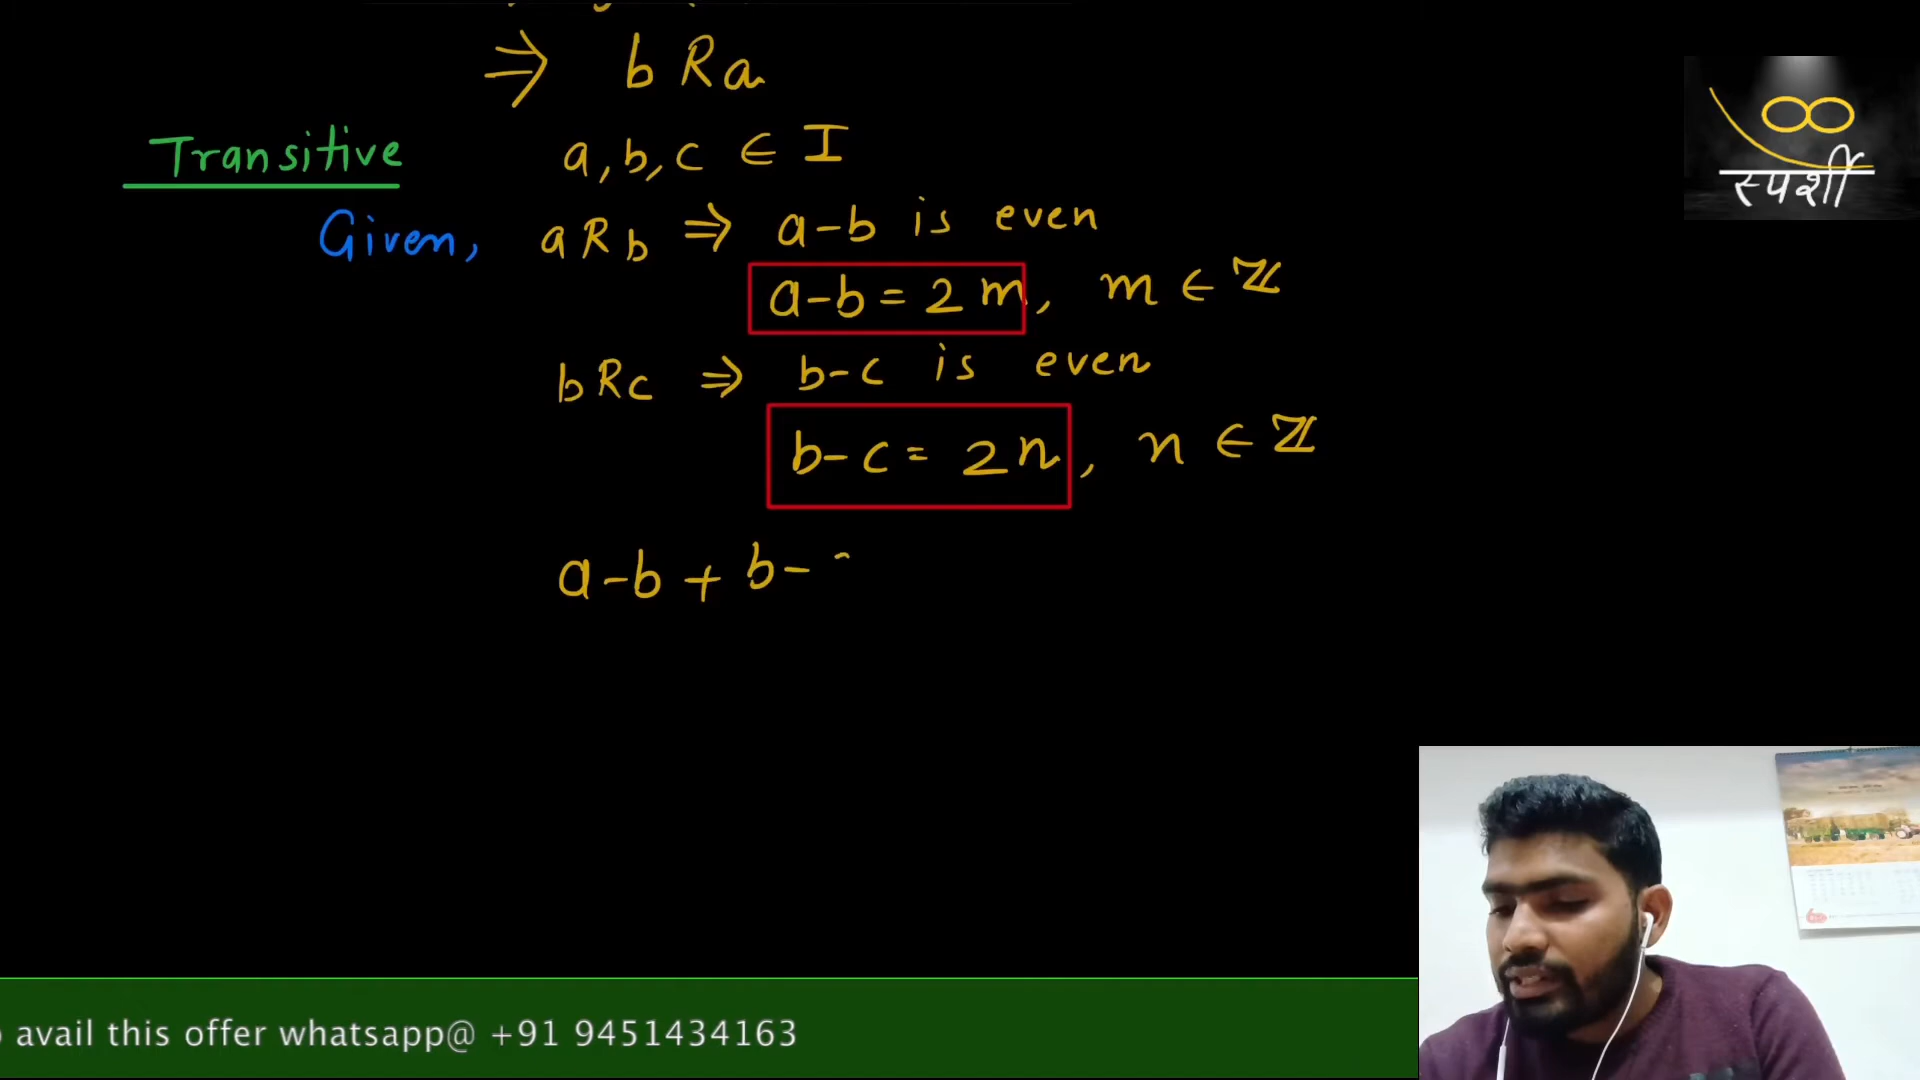 ⇒ b R a
Transitive a, b, c ∈ I
Given, a R b ⇒ a-b is even
a-b = 2m, m ∈ ℤ
b R c ⇒ b-c is even
b-c = 2n, n ∈ ℤ
a-b + b-
स्पर्शी
avail this offer whatsapp@ +91 9451434163